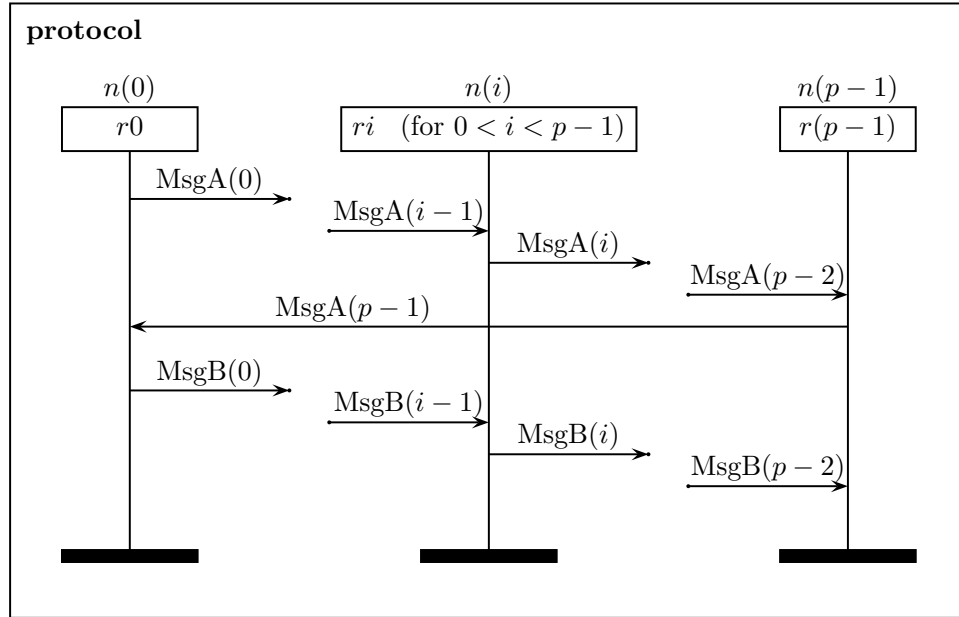 protocol
n(0) n(i) n(p − 1)
r0 ri (for 0 < i < p − 1) r(p − 1)
MsgA(0)
MsgA(i − 1)
MsgA(i)
MsgA(p − 2)
MsgA(p − 1)
MsgB(0)
MsgB(i − 1)
MsgB(i)
MsgB(p − 2)